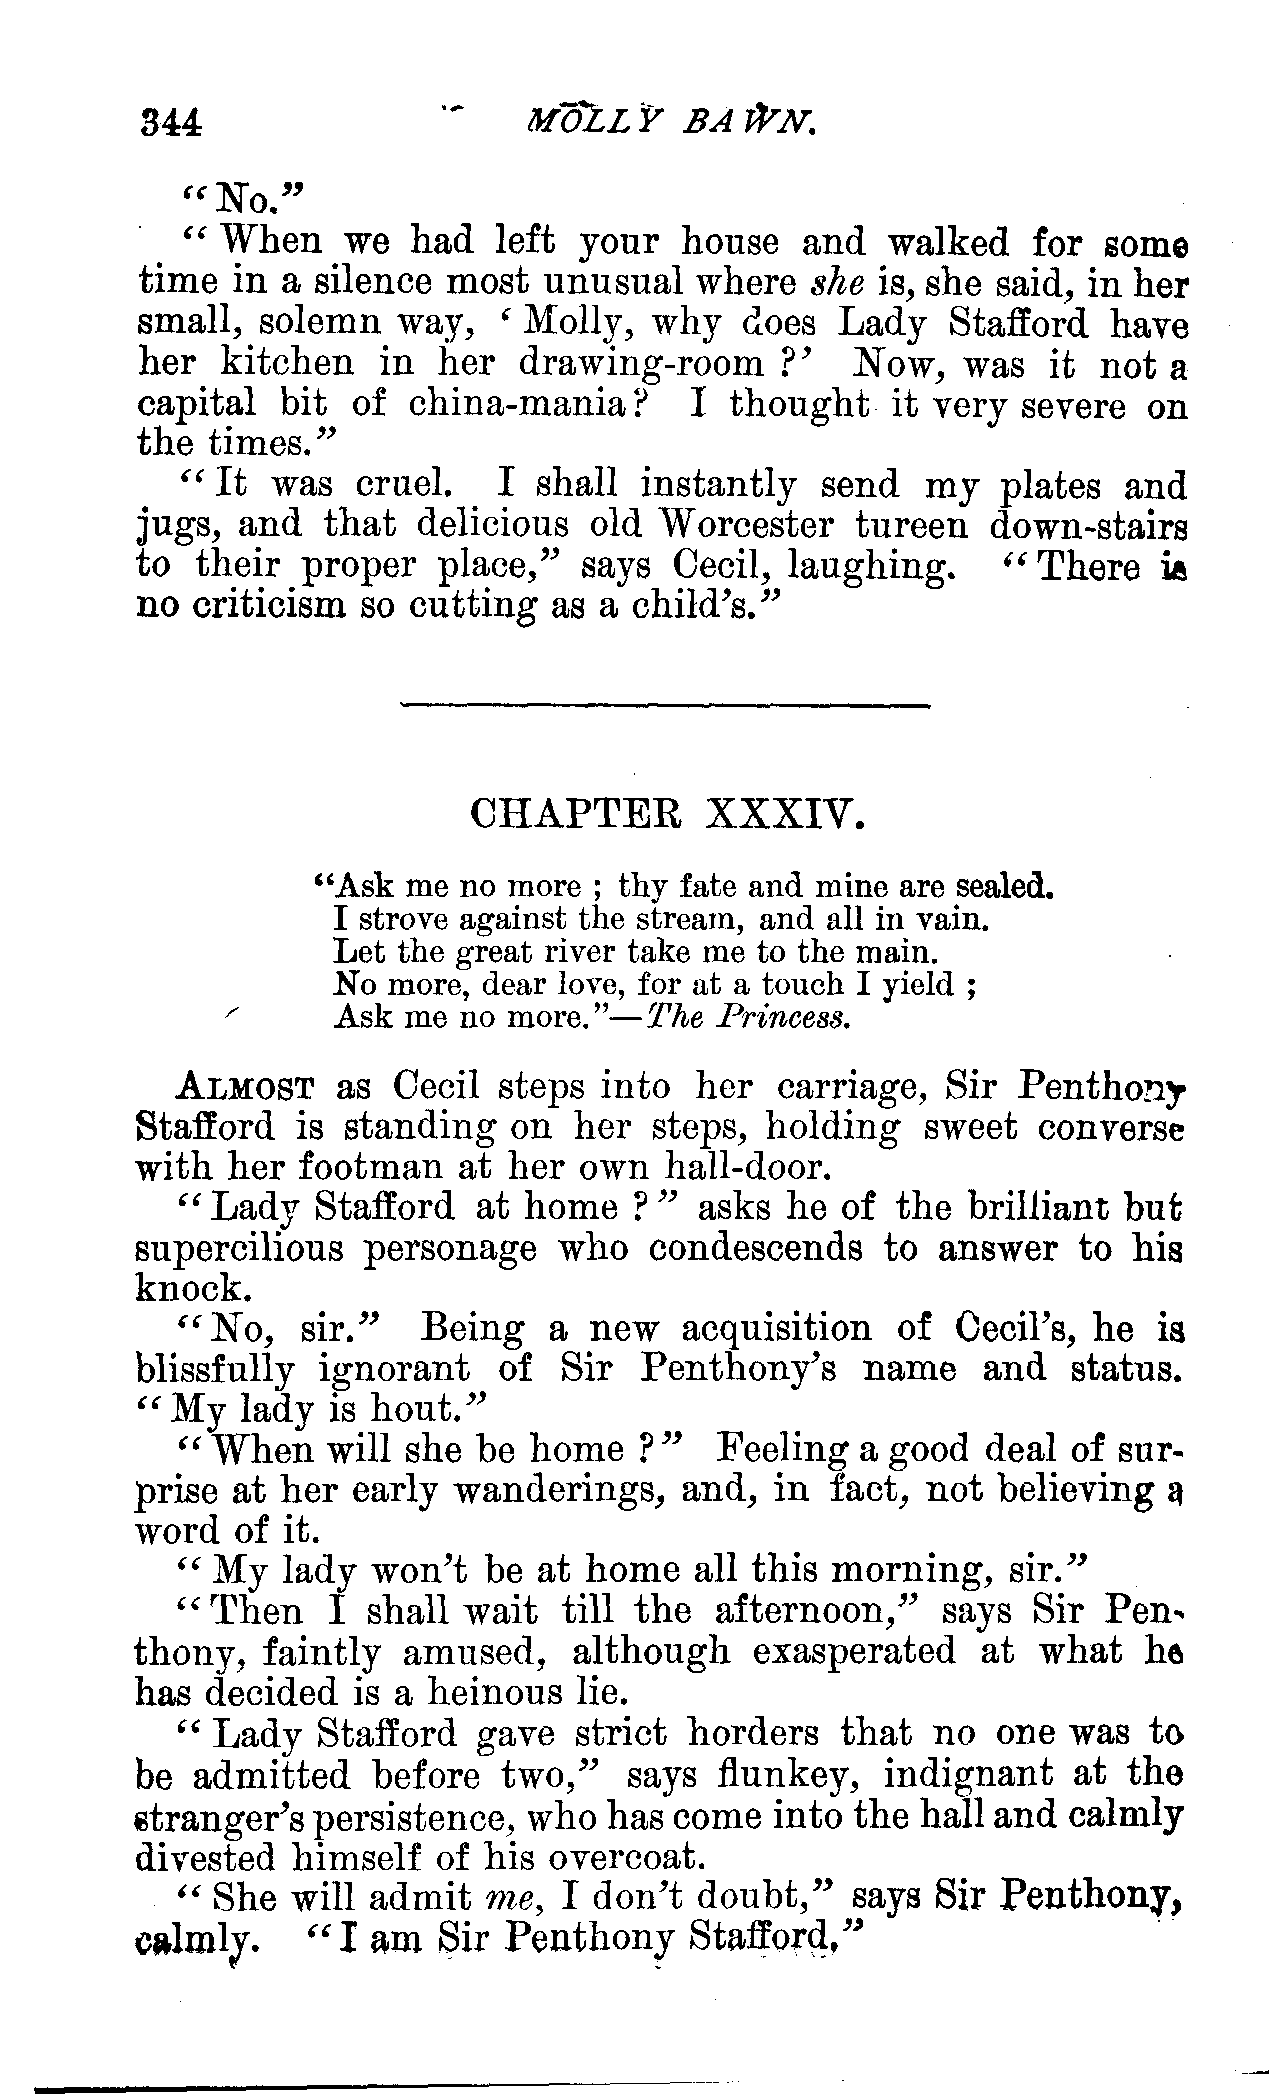 344 MOLLY BAWN.
"No."
"When we had left your house and walked for some
time in a silence most unusual where she is, she said, in her
small, solemn way, 'Molly, why does Lady Stafford have
her kitchen in her drawing-room ?' Now, was it not a
capital bit of china-mania? I thought it very severe on
the times."
"It was cruel. I shall instantly send my plates and
jugs, and that delicious old Worcester tureen down-stairs
to their proper place," says Cecil, laughing. "There is
no criticism so cutting as a child's."
CHAPTER XXXIV.
"Ask me no more ; thy fate and mine are sealed.
I strove against the stream, and all in vain.
Let the great river take me to the main.
No more, dear love, for at a touch I yield ;
Ask me no more."—The Princess.
ALMOST as Cecil steps into her carriage, Sir Penthony
Stafford is standing on her steps, holding sweet converse
with her footman at her own hall-door.
"Lady Stafford at home ?" asks he of the brilliant but
supercilious personage who condescends to answer to his
knock.
"No, sir." Being a new acquisition of Cecil's, he is
blissfully ignorant of Sir Penthony's name and status.
"My lady is hout."
"When will she be home ?" Feeling a good deal of sur-
prise at her early wanderings, and, in fact, not believing a
word of it.
"My lady won't be at home all this morning, sir."
"Then I shall wait till the afternoon," says Sir Pen-
thony, faintly amused, although exasperated at what he
has decided is a heinous lie.
"Lady Stafford gave strict horders that no one was to
be admitted before two," says flunkey, indignant at the
stranger's persistence, who has come into the hall and calmly
divested himself of his overcoat.
"She will admit me, I don't doubt," says Sir Penthony,
calmly. "I am Sir Penthony Stafford."